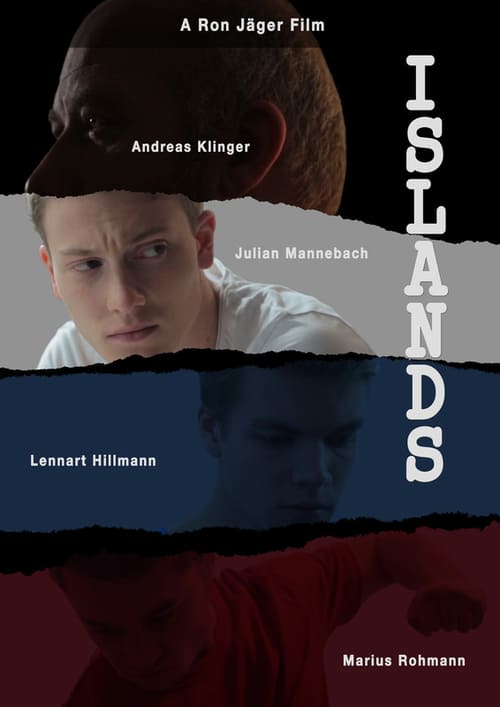 A Ron Jäger Film
ISLANDS
Andreas Klinger
Julian Mannebach
Lennart Hillmann
Marius Rohmann